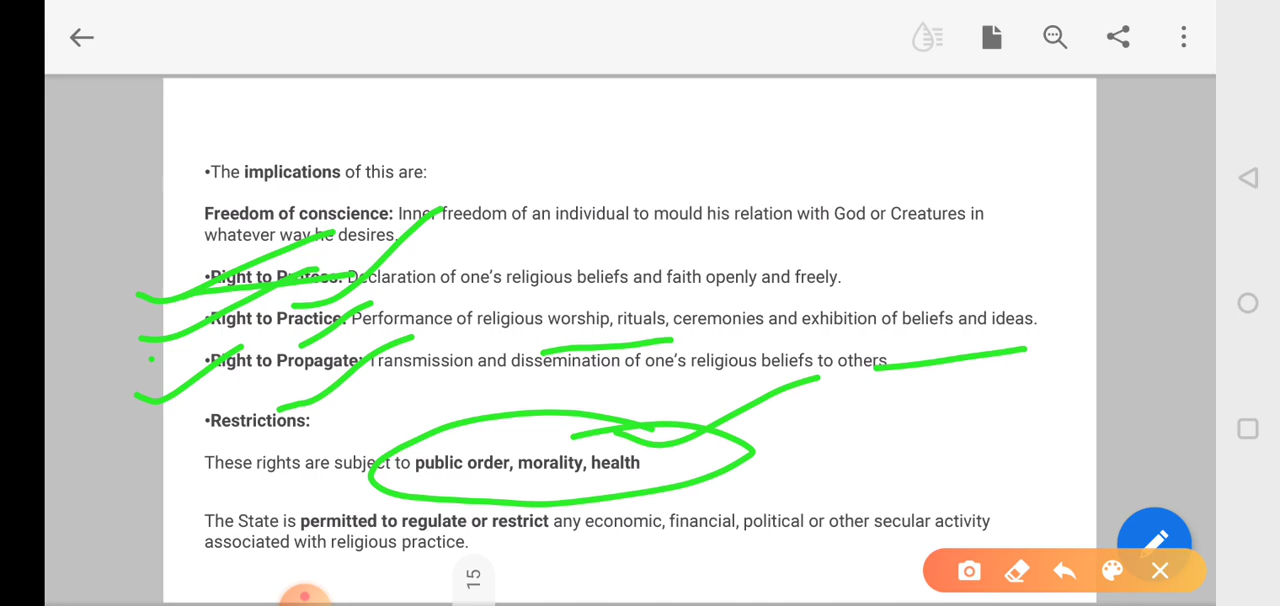 •The implications of this are:
Freedom of conscience: Inner freedom of an individual to mould his relation with God or Creatures in
whatever way he desires.
•Right to Profess: Declaration of one's religious beliefs and faith openly and freely.
•Right to Practice: Performance of religious worship, rituals, ceremonies and exhibition of beliefs and ideas.
•Right to Propagate: Transmission and dissemination of one's religious beliefs to others
•Restrictions:
These rights are subject to public order, morality, health
The State is permitted to regulate or restrict any economic, financial, political or other secular activity
associated with religious practice.
15